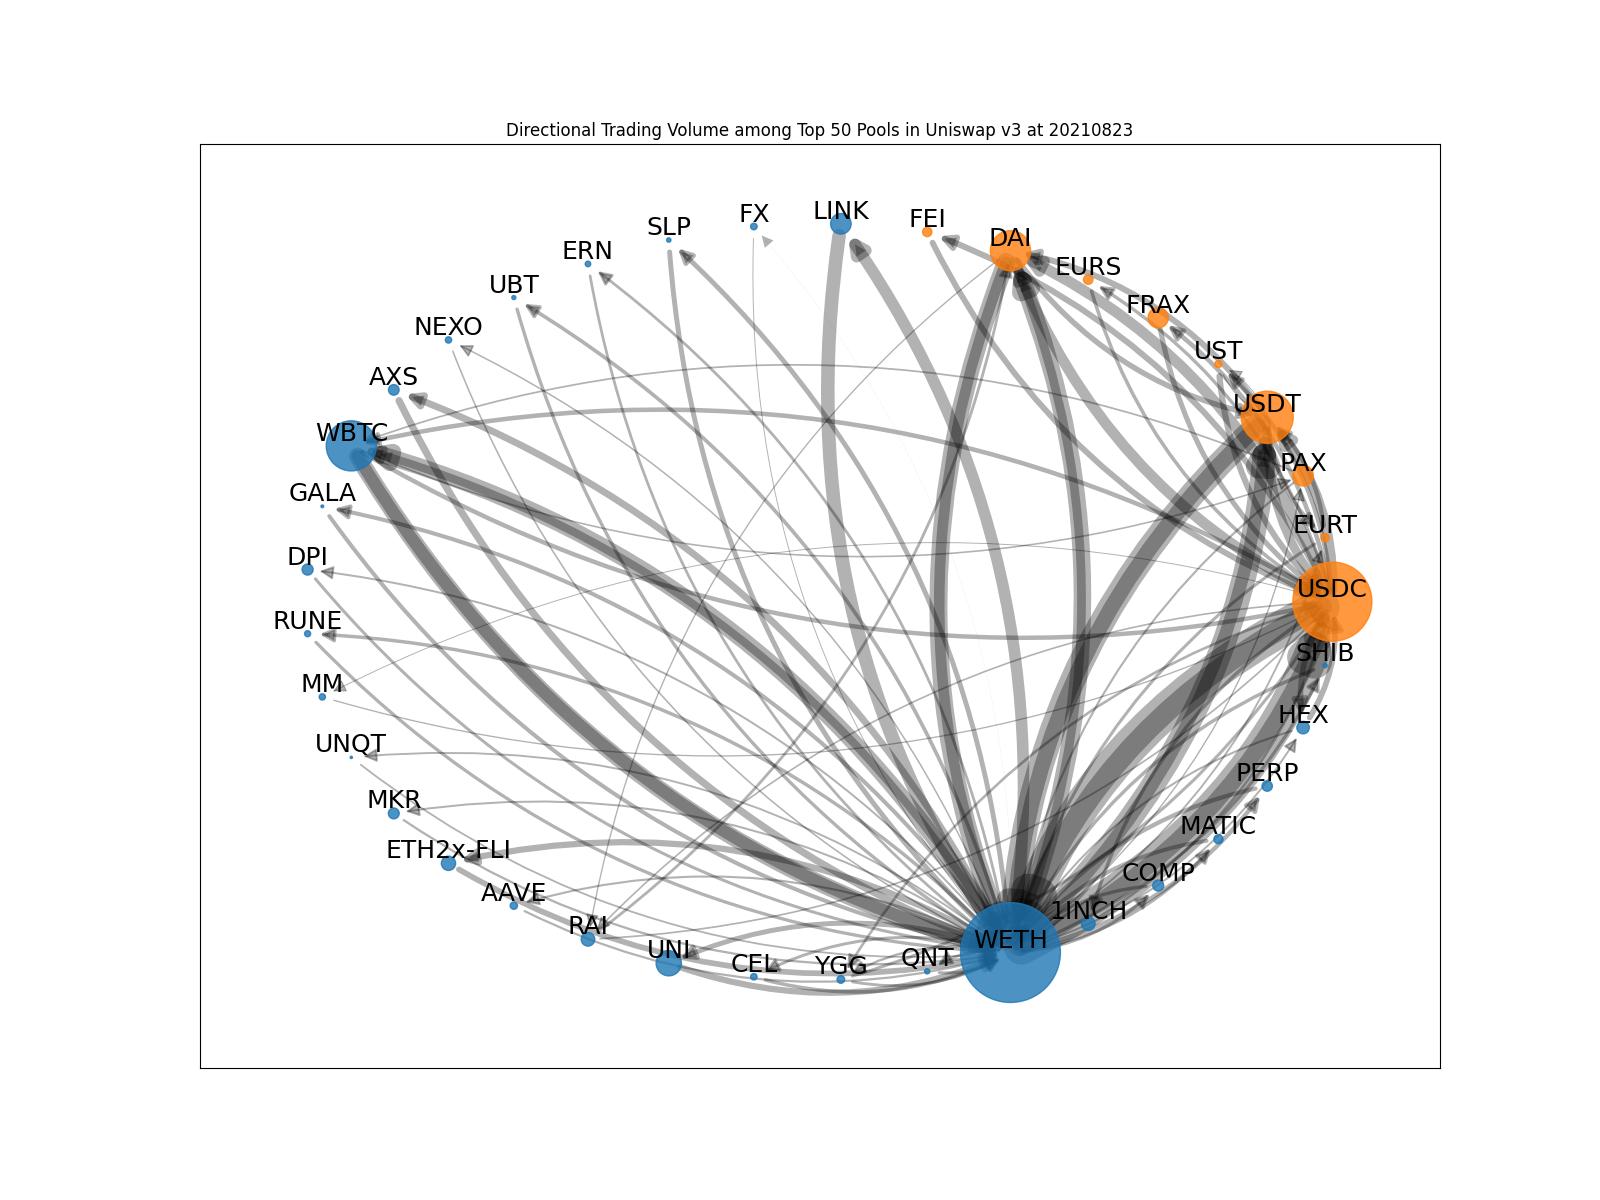 Directional Trading Volume among Top 50 Pools in Uniswap v3 at 20210823
LINK
FX
FEI
SLP
DAI
ERN
EURS
UBT
FRAX
NEXO
UST
AXS
USDT
WBTC
PAX
GALA
EURT
DPI
USDC
RUNE
SHIB
MM
HEX
UNQT
PERP
MKR
MATIC
ETH2x-FLI
COMP
AAVE
1INCH
RAI
WETH
UNI
QNT
CEL
YGG